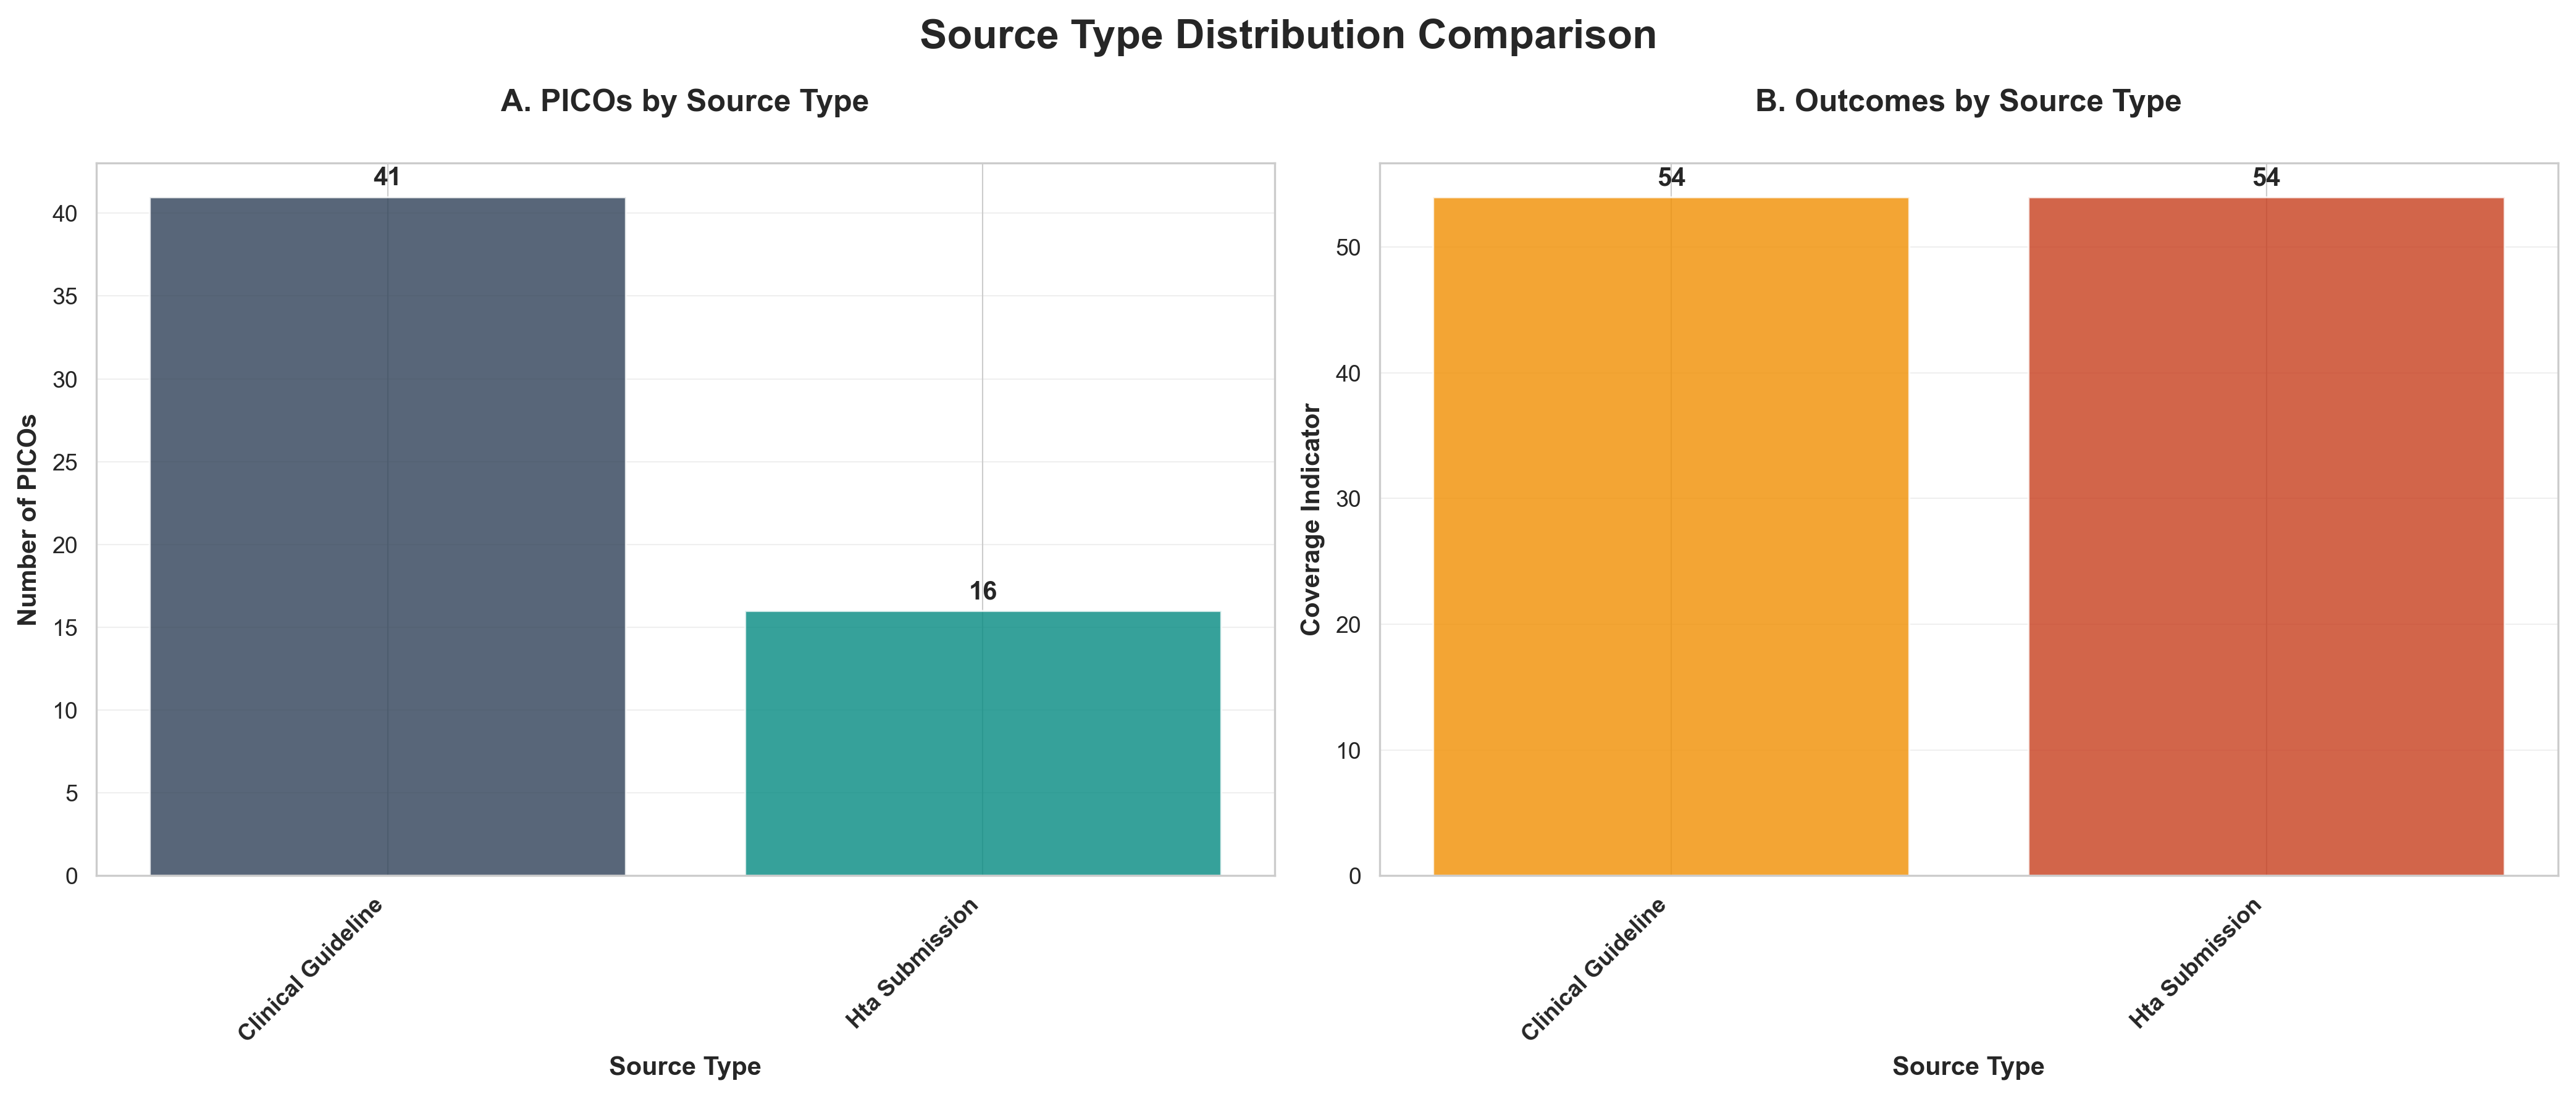 Source Type Distribution Comparison
A. PICOs by Source Type
41
16
40
35
30
25
20
15
10
5
0
Number of PICOs
Clinical Guideline
Hta Submission
Source Type
B. Outcomes by Source Type
54
54
50
40
30
20
10
0
Coverage Indicator
Clinical Guideline
Hta Submission
Source Type